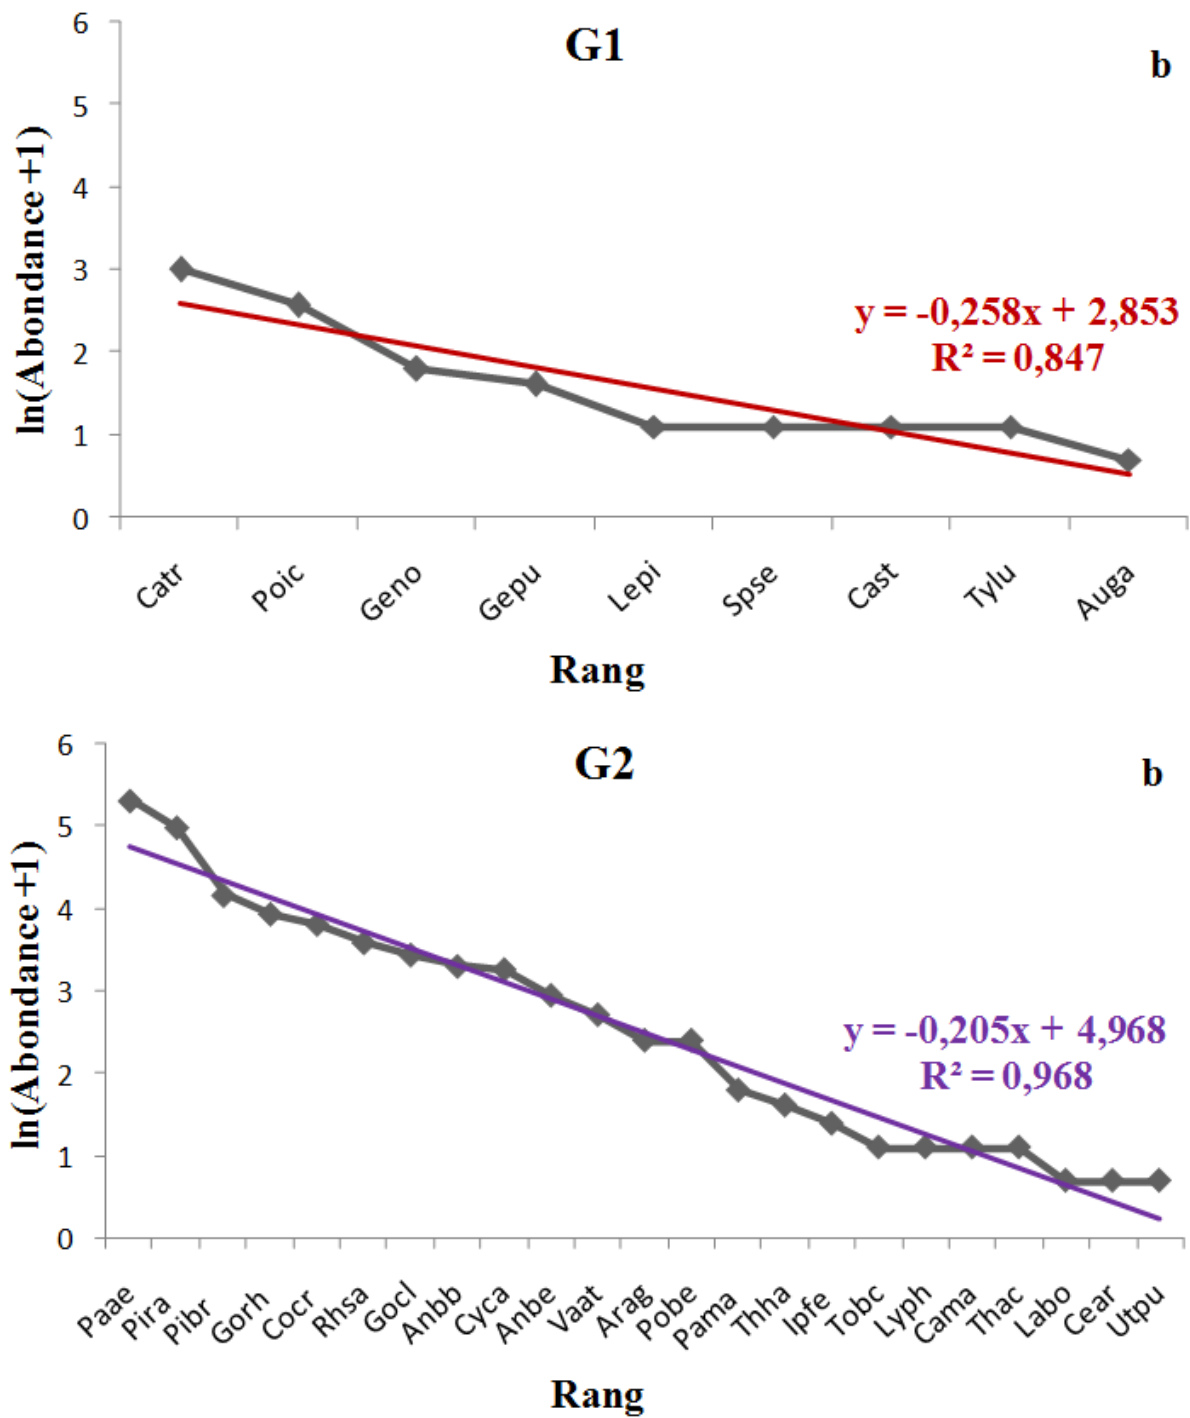 G1
b
6
5
4
3
2
1
0
ln(Abondance +1)
y = -0,258x + 2,853
R² = 0,847
Catr Poic Geno Gepu Lepi Spse Cast Tylu Auga
Rang
G2
b
6
5
4
3
2
1
0
ln(Abondance +1)
y = -0,205x + 4,968
R² = 0,968
Paae Pira Pibr Gorh Cocr Rhsa Gocl Anbb Cyca Anbe Vaat Arag Pobe Pama Thha Ipfe Tobc Lyph Cama Thac Labo Cear Utpu
Rang